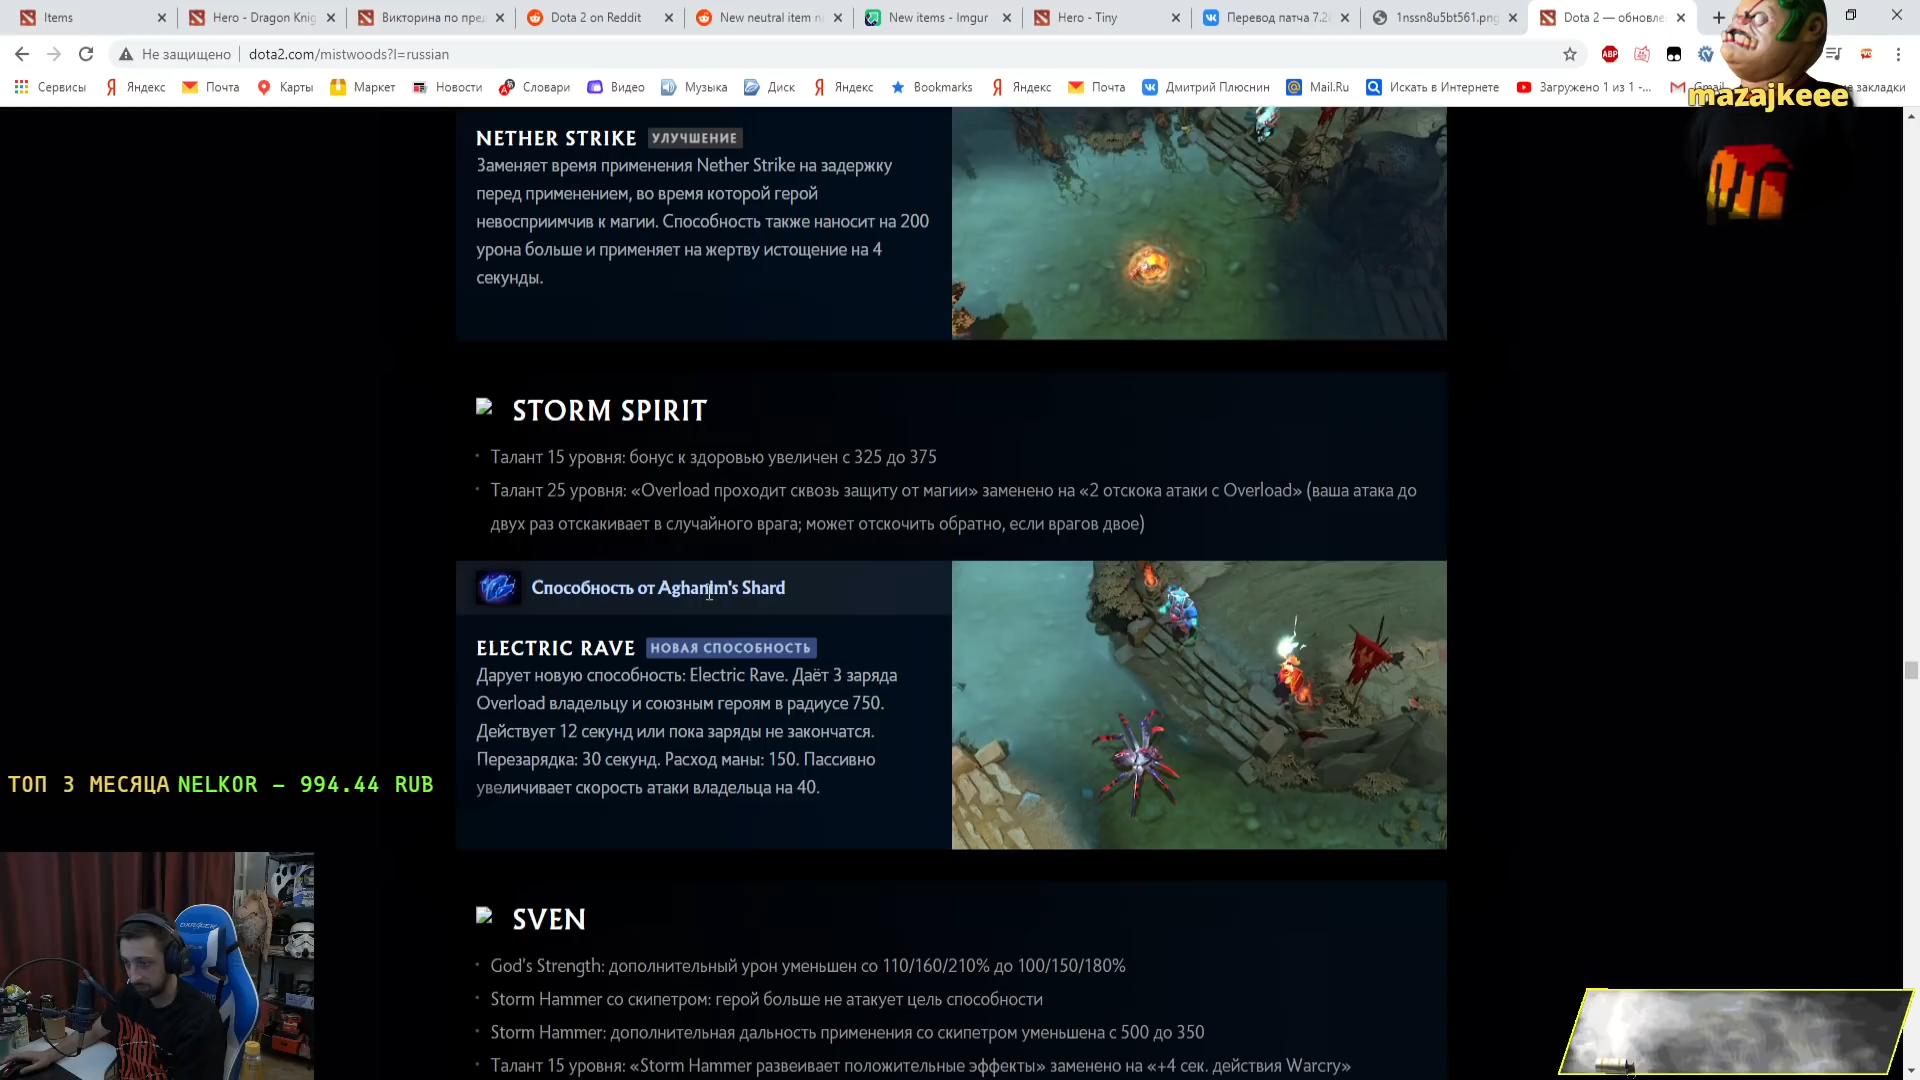 Items
Hero - Dragon Knig
Викторина по пред
Dota 2 on Reddit
New neutral item n
New items - Imgur
Hero - Tiny
Перевод патча 7.2
1nssn8u5bt561.png
Dota 2 — обновле
Не защищено
dota2.com/mistwoods?l=russian
ABP
Сервисы
Яндекс
Почта
Карты
Маркет
Новости
Словари
Видео
Музыка
Диск
Яндекс
Bookmarks
Яндекс
Почта
Дмитрий Плюснин
Mail.Ru
Искать в Интернете
Загружено 1 из 1 -...
Gmail
е закладки
mazajkeee
NETHER STRIKE УЛУЧШЕНИЕ
Заменяет время применения Nether Strike на задержку
перед применением, во время которой герой
невосприимчив к магии. Способность также наносит на 200
урона больше и применяет на жертву истощение на 4
секунды.
STORM SPIRIT
Талант 15 уровня: бонус к здоровью увеличен с 325 до 375
Талант 25 уровня: «Overload проходит сквозь защиту от магии» заменено на «2 отскока атаки с Overload» (ваша атака до
двух раз отскакивает в случайного врага; может отскочить обратно, если врагов двое)
Способность от Aghanim's Shard
ELECTRIC RAVE НОВАЯ СПОСОБНОСТЬ
Дарует новую способность: Electric Rave. Даёт 3 заряда
Overload владельцу и союзным героям в радиусе 750.
Действует 12 секунд или пока заряды не закончатся.
Перезарядка: 30 секунд. Расход маны: 150. Пассивно
увеличивает скорость атаки владельца на 40.
ТОП 3 МЕСЯЦА NELKOR – 994.44 RUB
SVEN
God's Strength: дополнительный урон уменьшен со 110/160/210% до 100/150/180%
Storm Hammer со скипетром: герой больше не атакует цель способности
Storm Hammer: дополнительная дальность применения со скипетром уменьшена с 500 до 350
Талант 15 уровня: «Storm Hammer развеивает положительные эффекты» заменено на «+4 сек. действия Warcry»